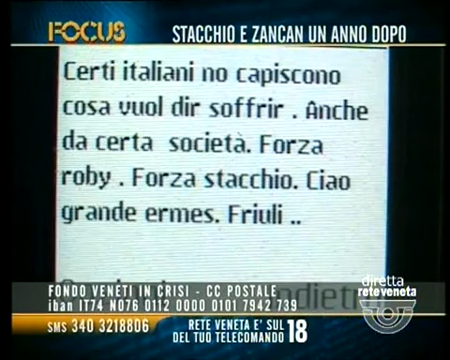 FOCUS
STACCHIO E ZANCAN UN ANNO DOPO
Certi italiani no capiscono
cosa vuol dir soffrir . Anche
da certa società. Forza
roby . Forza stacchio. Ciao
grande ermes. Friuli ..
FONDO VENETI IN CRISI - CC POSTALE
iban IT74 N076 0112 0000 0101 7942 739
diretta
reteveneta
SMS 340 3218806
RETE VENETA E' SUL
DEL TUO TELECOMANDO 18